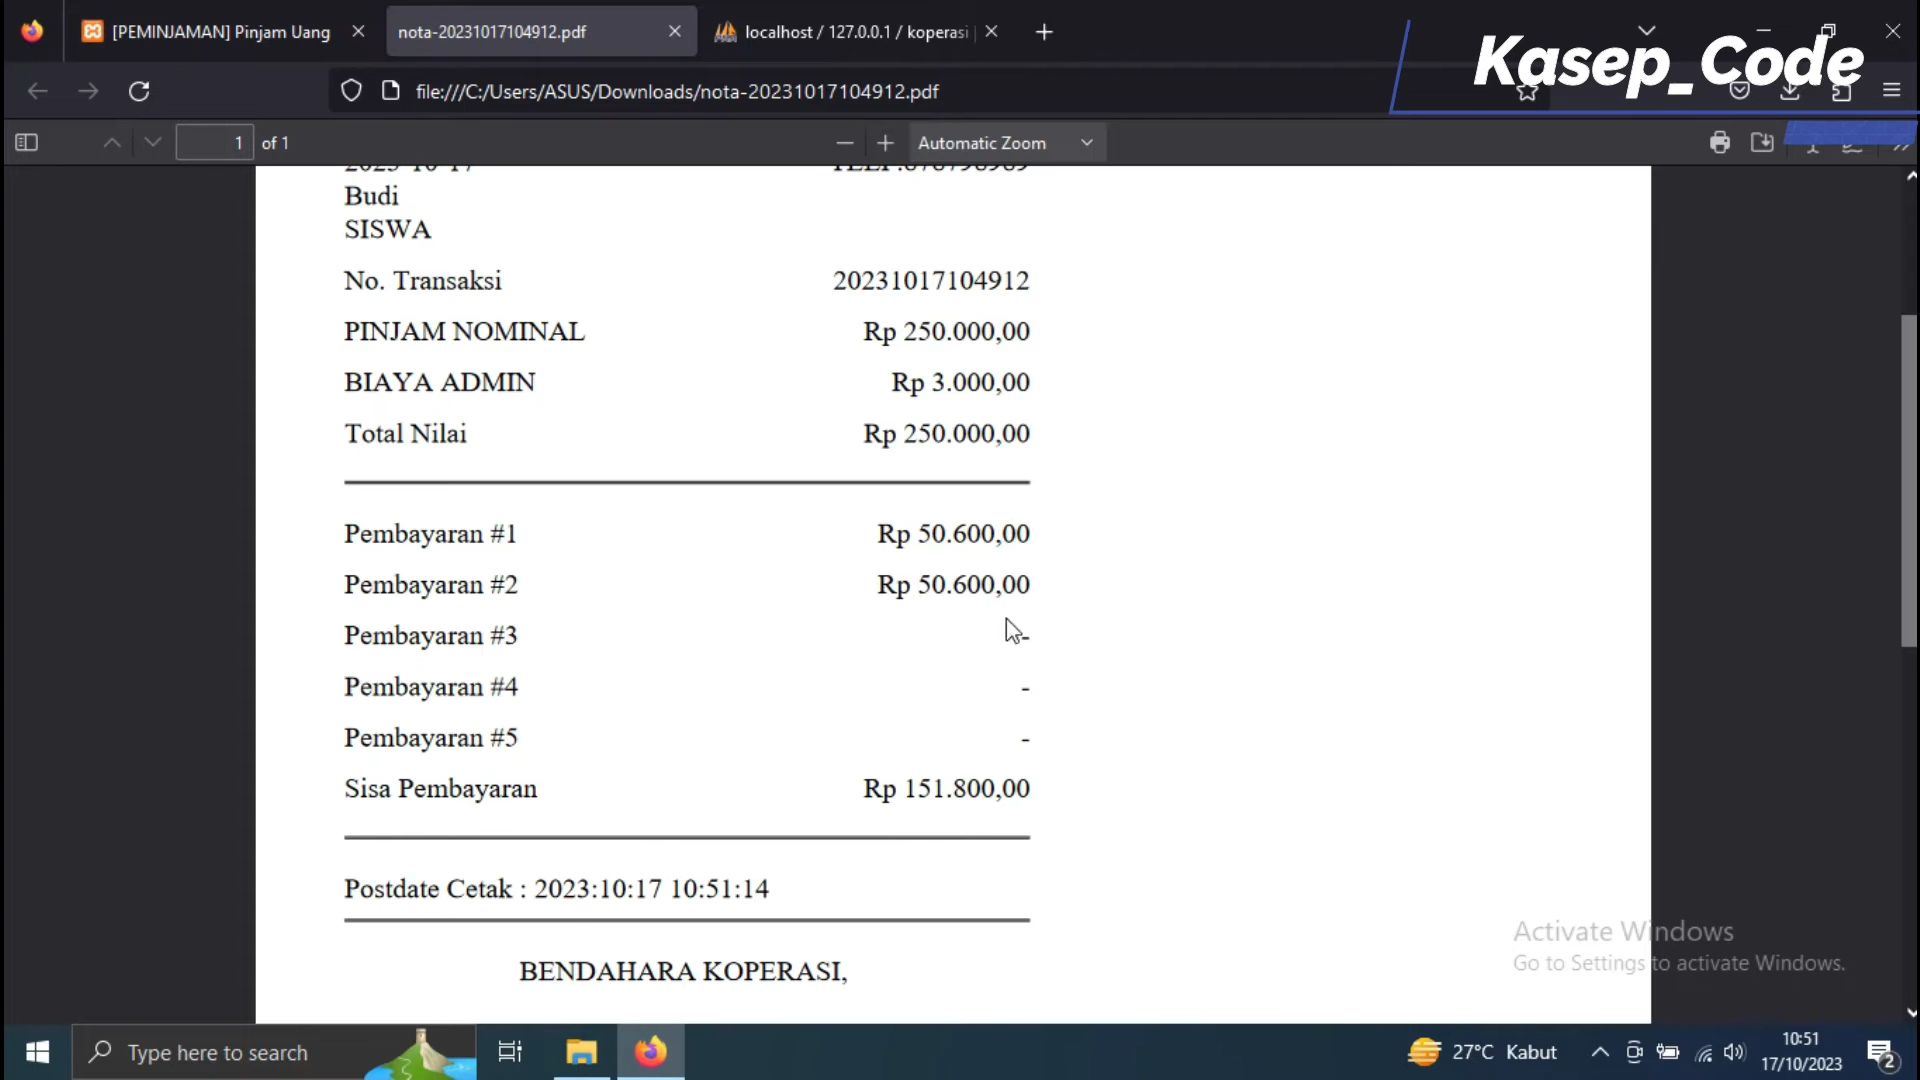 [PEMINJAMAN] Pinjam Uang
nota-20231017104912.pdf
localhost / 127.0.0.1 / koperasi
Kasep_Code
file:///C:/Users/ASUS/Downloads/nota-20231017104912.pdf
1 of 1
Automatic Zoom
Budi
SISWA
No. Transaksi 20231017104912
PINJAM NOMINAL Rp 250.000,00
BIAYA ADMIN Rp 3.000,00
Total Nilai Rp 250.000,00
Pembayaran #1 Rp 50.600,00
Pembayaran #2 Rp 50.600,00
Pembayaran #3 -
Pembayaran #4 -
Pembayaran #5 -
Sisa Pembayaran Rp 151.800,00
Postdate Cetak : 2023:10:17 10:51:14
BENDAHARA KOPERASI,
Activate Windows
Go to Settings to activate Windows.
Type here to search
27°C Kabut
10:51
17/10/2023
2